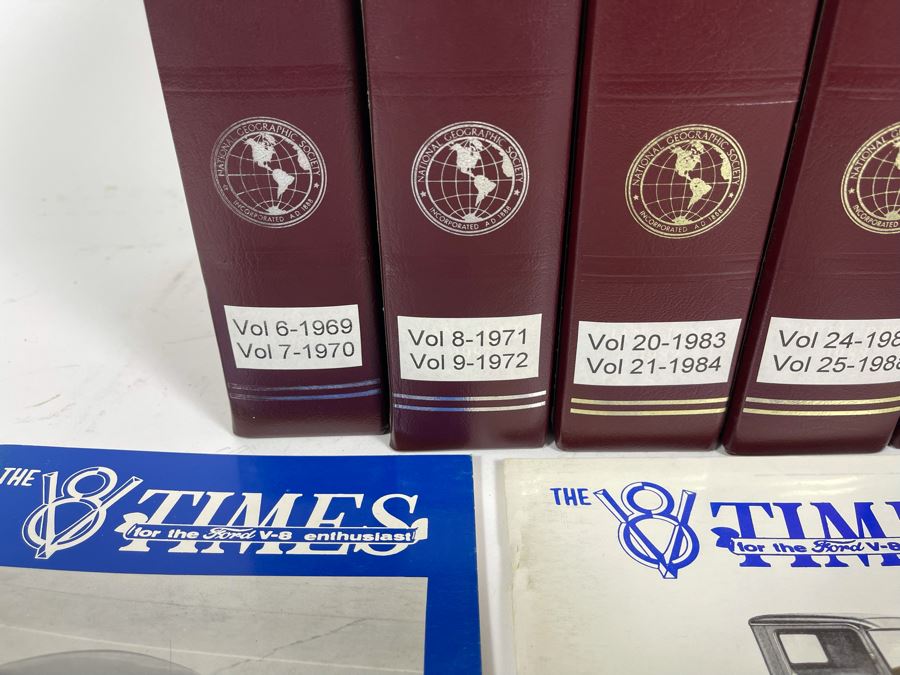 NATIONAL GEOGRAPHIC SOCIETY
INCORPORATED A.D. 1888
Vol 6-1969
Vol 7-1970
NATIONAL GEOGRAPHIC SOCIETY
INCORPORATED A.D. 1888
Vol 8-1971
Vol 9-1972
NATIONAL GEOGRAPHIC SOCIETY
INCORPORATED A.D. 1888
Vol 20-1983
Vol 21-1984
Vol 24-198
Vol 25-198
THE V8 TIMES
for the Ford V-8 enthusiast
THE V8 TIM
for the Ford V-8